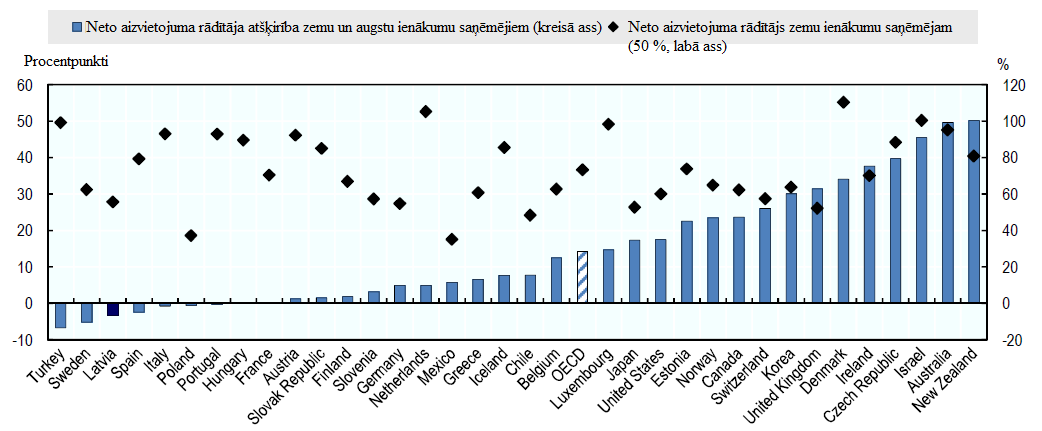 Neto aizvietojuma rādītāja atšķirība zemu un augstu ienākumu saņēmējiem (kreisā ass)
Neto aizvietojuma rādītājs zemu ienākumu saņēmējam
(50 %, labā ass)
Procentpunkti
%
60
120
50
100
40
80
30
60
20
40
10
20
0
0
-10
-20
Turkey
Sweden
Latvia
Spain
Italy
Poland
Portugal
Hungary
France
Austria
Slovak Republic
Finland
Slovenia
Germany
Netherlands
Mexico
Greece
Iceland
Chile
Belgium
OECD
Luxembourg
Japan
United States
Estonia
Norway
Canada
Switzerland
Korea
United Kingdom
Denmark
Ireland
Czech Republic
Israel
Australia
New Zealand